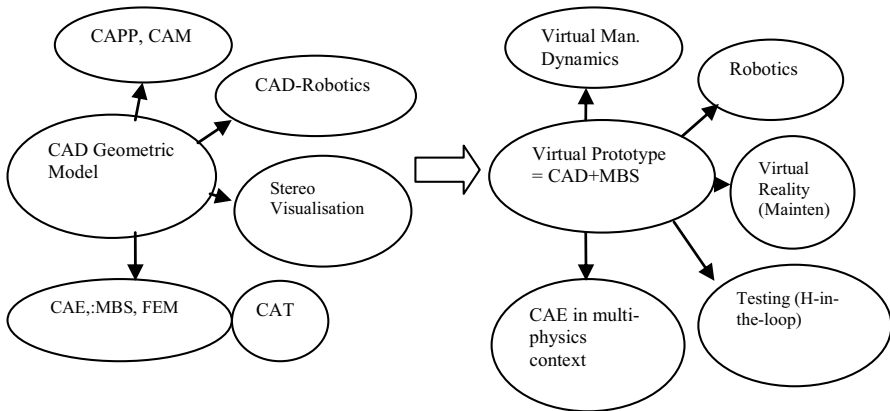 CAPP, CAM
CAD-Robotics
CAD Geometric
Model
Stereo
Visualisation
CAE,:MBS, FEM
CAT
Virtual Man.
Dynamics
Robotics
Virtual Prototype
= CAD+MBS
Virtual
Reality
(Mainten)
CAE in multi-
physics
context
Testing (H-in-
the-loop)